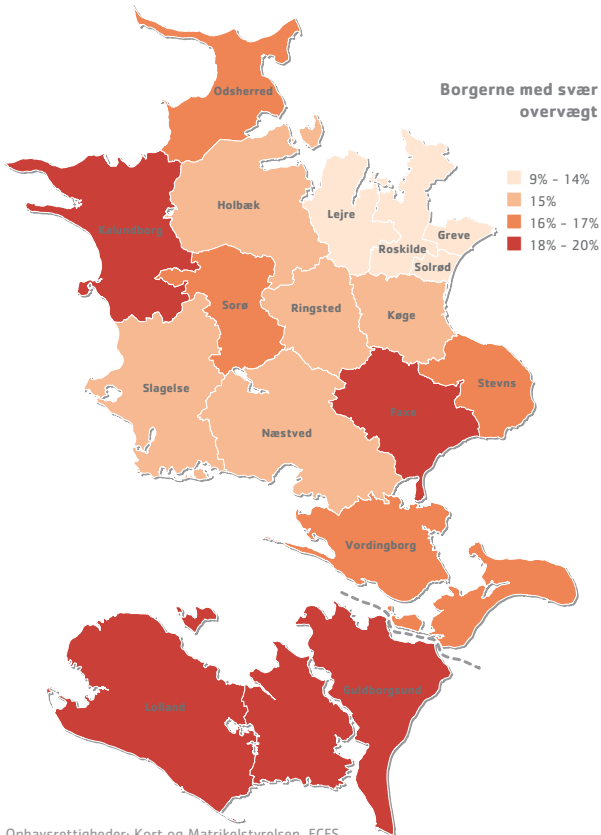 Borgerne med svær
overvægt
9% - 14%
15%
16% - 17%
18% - 20%
Odsherred
Holbæk
Kalundborg
Lejre
Greve
Roskilde
Solrød
Sorø
Ringsted
Køge
Slagelse
Stevns
Faxe
Næstved
Vordingborg
Guldborgsund
Lolland
Ophavsrettigheder: Kort og Matrikelstyrelsen, ECFS